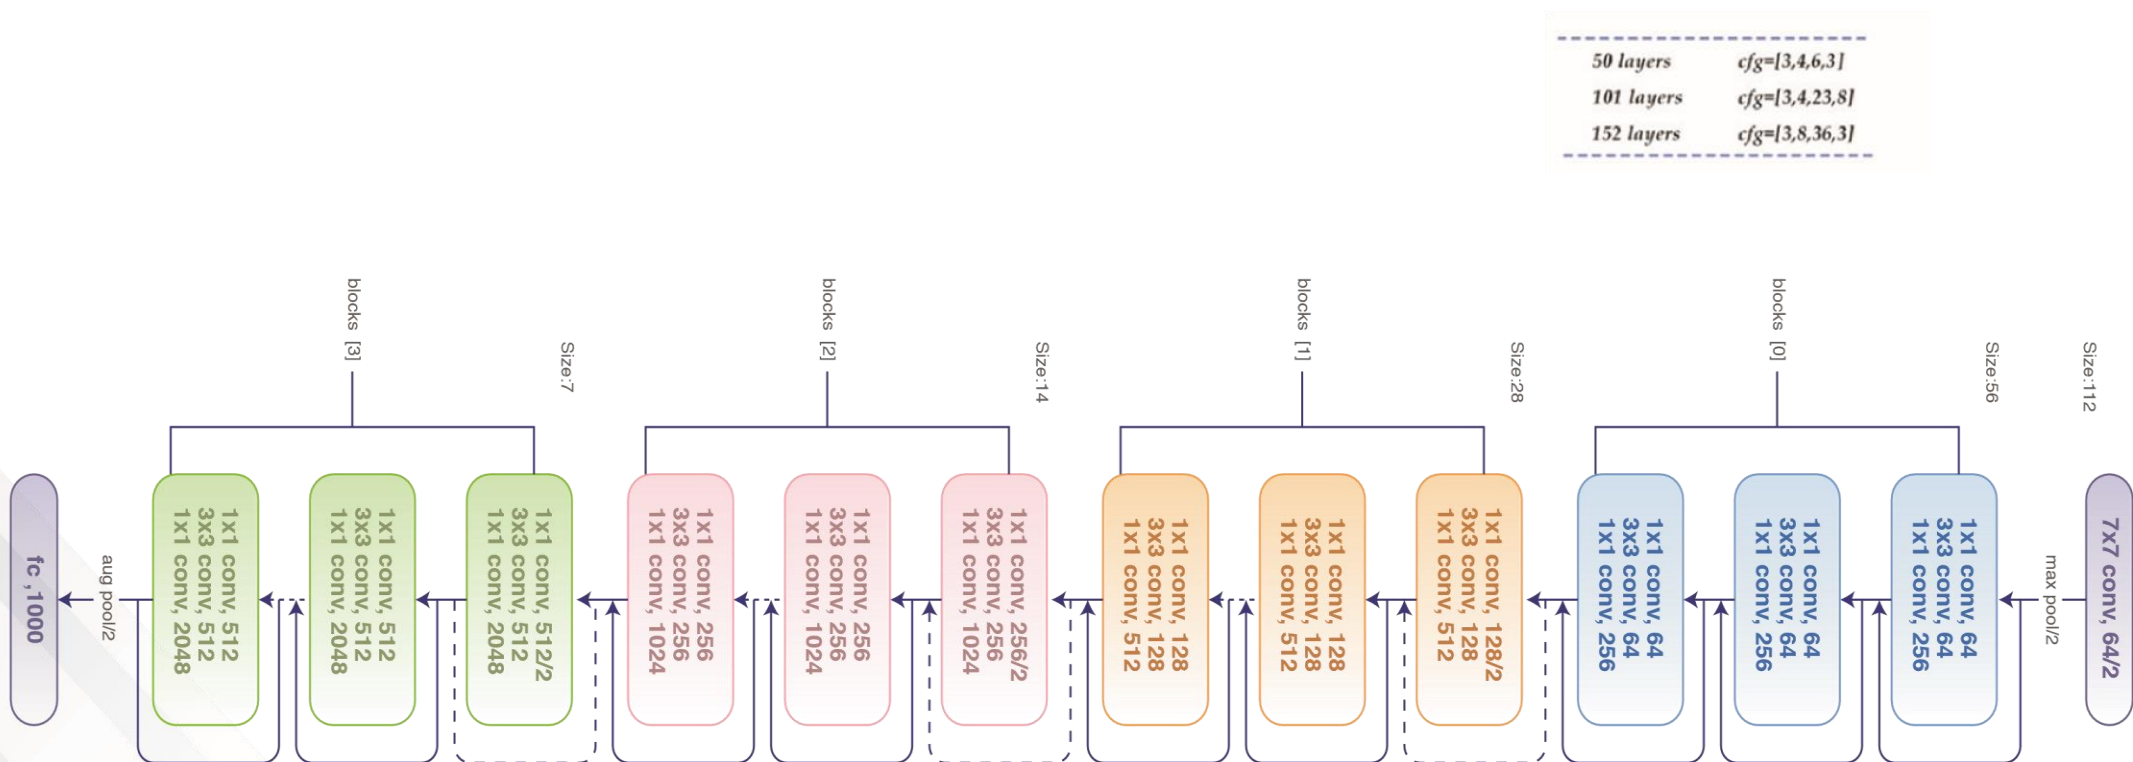 50 layers cfg=[3,4,6,3]
101 layers cfg=[3,4,23,8]
152 layers cfg=[3,8,36,3]
blocks [3]
Size:7
blocks [2]
Size:14
blocks [1]
Size:28
blocks [0]
Size:56
Size:112
fc ,1000
aug pool/2
1x1 conv, 512
3x3 conv, 512
1x1 conv, 2048
1x1 conv, 512
3x3 conv, 512
1x1 conv, 2048
1x1 conv, 512/2
3x3 conv, 512
1x1 conv, 2048
1x1 conv, 256
3x3 conv, 256
1x1 conv, 1024
1x1 conv, 256
3x3 conv, 256
1x1 conv, 1024
1x1 conv, 256/2
3x3 conv, 256
1x1 conv, 1024
1x1 conv, 128
3x3 conv, 128
1x1 conv, 512
1x1 conv, 128
3x3 conv, 128
1x1 conv, 512
1x1 conv, 128/2
3x3 conv, 128
1x1 conv, 512
1x1 conv, 64
3x3 conv, 64
1x1 conv, 256
1x1 conv, 64
3x3 conv, 64
1x1 conv, 256
1x1 conv, 64
3x3 conv, 64
1x1 conv, 256
max pool/2
7x7 conv, 64/2